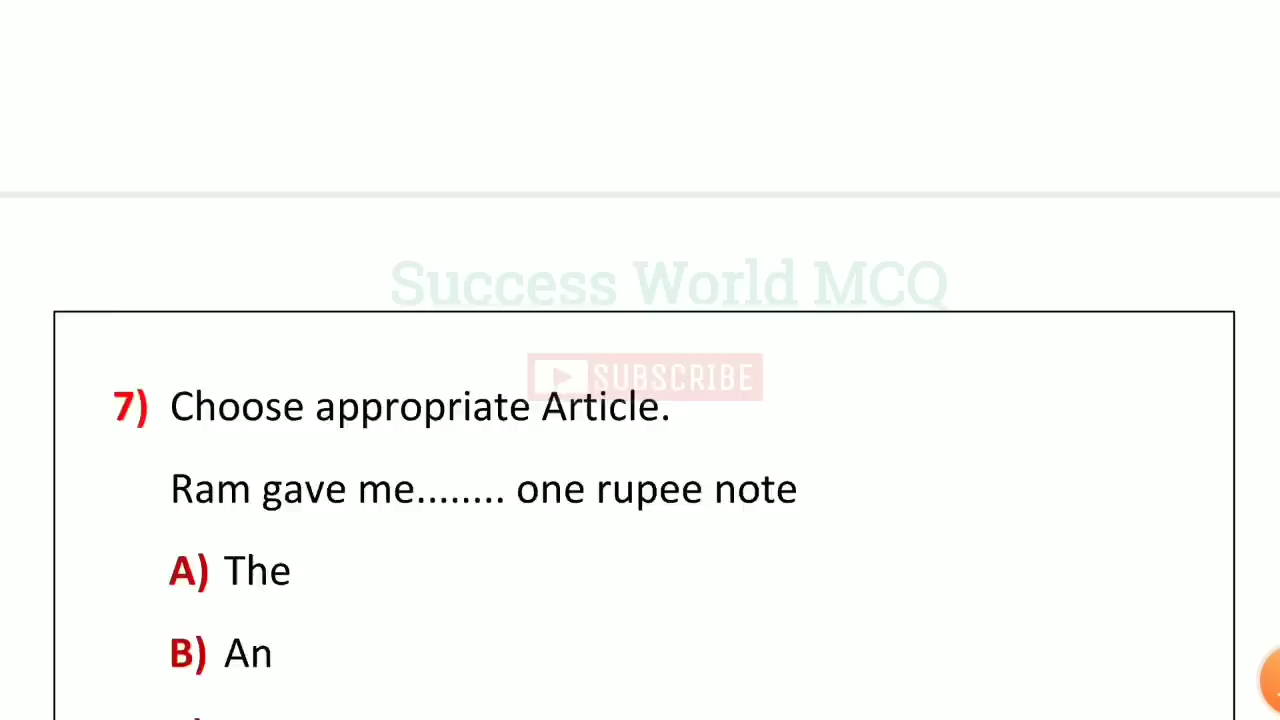 Success World MCQ
SUBSCRIBE
7) Choose appropriate Article.
Ram gave me........ one rupee note
A) The
B) An